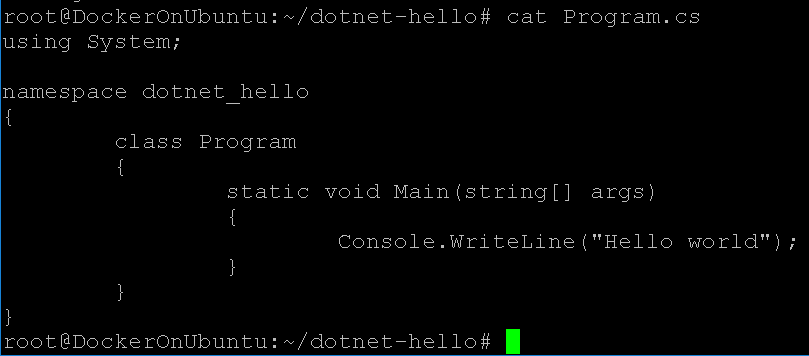 root@DockerOnUbuntu:~/dotnet-hello# cat Program.cs
using System;

namespace dotnet_hello
{
        class Program
        {
                static void Main(string[] args)
                {
                        Console.WriteLine("Hello world");
                }
        }
}
root@DockerOnUbuntu:~/dotnet-hello#